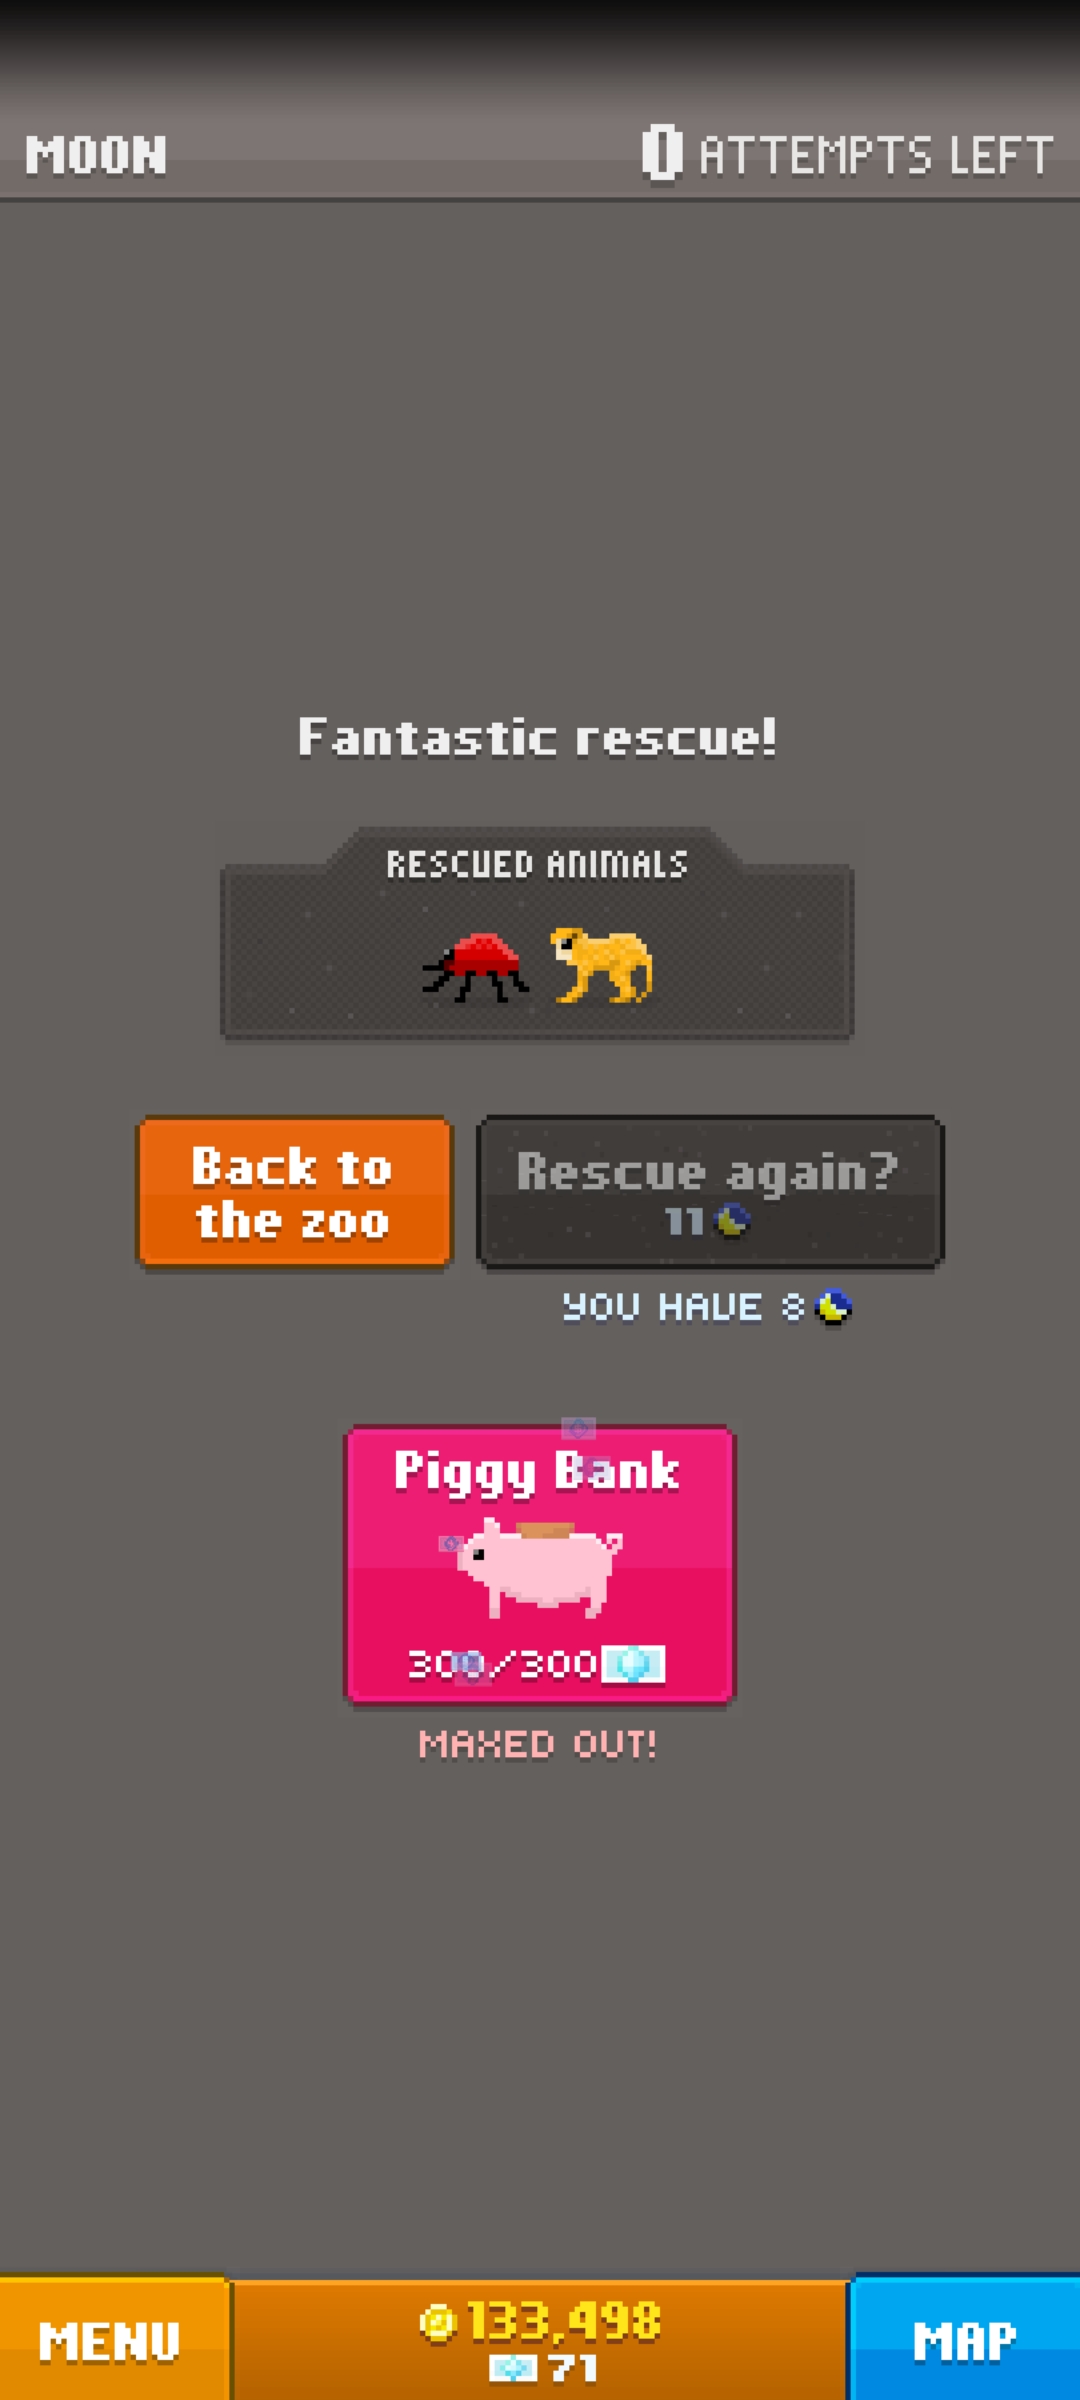 MOON
0 ATTEMPTS LEFT
Fantastic rescue!
RESCUED ANIMALS
Back to
the zoo
Rescue again?
11
YOU HAVE 8
Piggy Bank
300/300
MAXED OUT!
MENU
133,498
71
MAP